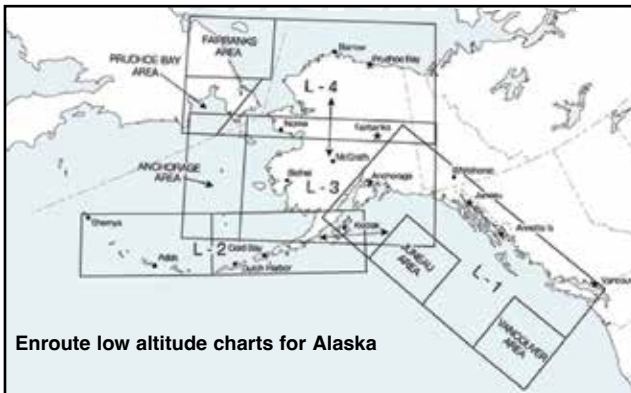 FAIRBANKS
AREA
PRUDHOE BAY
AREA
Barrow
Prudhoe Bay
L - 4
Nome
Fairbanks
McGrath
ANCHORAGE
AREA
Bethel
L - 3
Anchorage
Whitehorse
Juneau
Shemya
Kodiak
Annette Is
L - 2
Cold Bay
Adak
Dutch Harbor
JUNEAU
AREA
L - 1
Vancouver
VANCOUVER
AREA
Enroute low altitude charts for Alaska